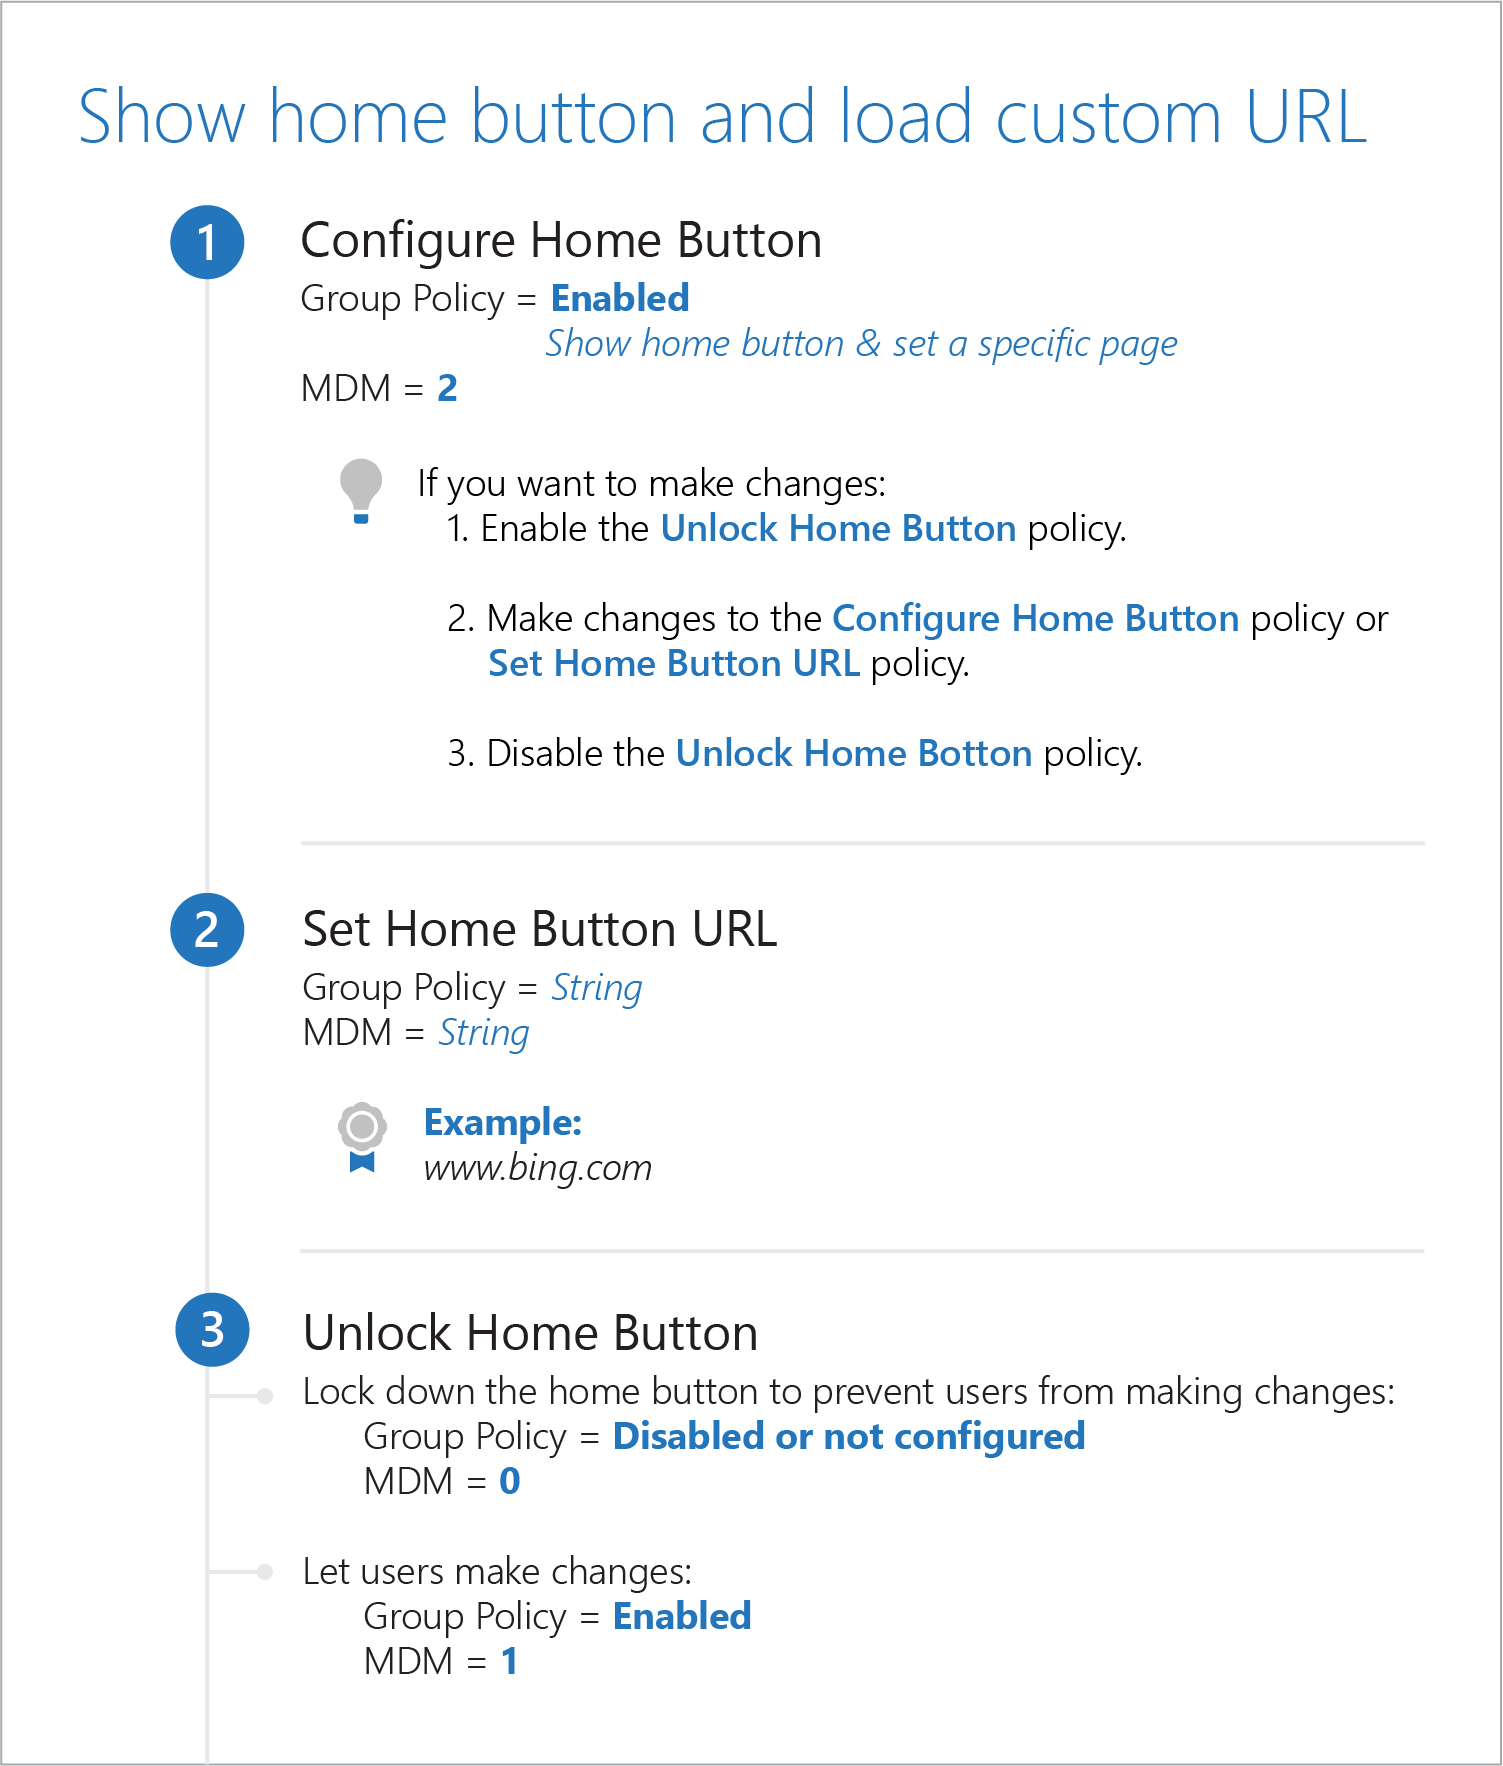 Show home button and load custom URL
1
Configure Home Button
Group Policy = Enabled
Show home button & set a specific page
MDM = 2
If you want to make changes:
1. Enable the Unlock Home Button policy.
2. Make changes to the Configure Home Button policy or
Set Home Button URL policy.
3. Disable the Unlock Home Botton policy.
2
Set Home Button URL
Group Policy = String
MDM = String
Example:
www.bing.com
3
Unlock Home Button
Lock down the home button to prevent users from making changes:
Group Policy = Disabled or not configured
MDM = 0
Let users make changes:
Group Policy = Enabled
MDM = 1